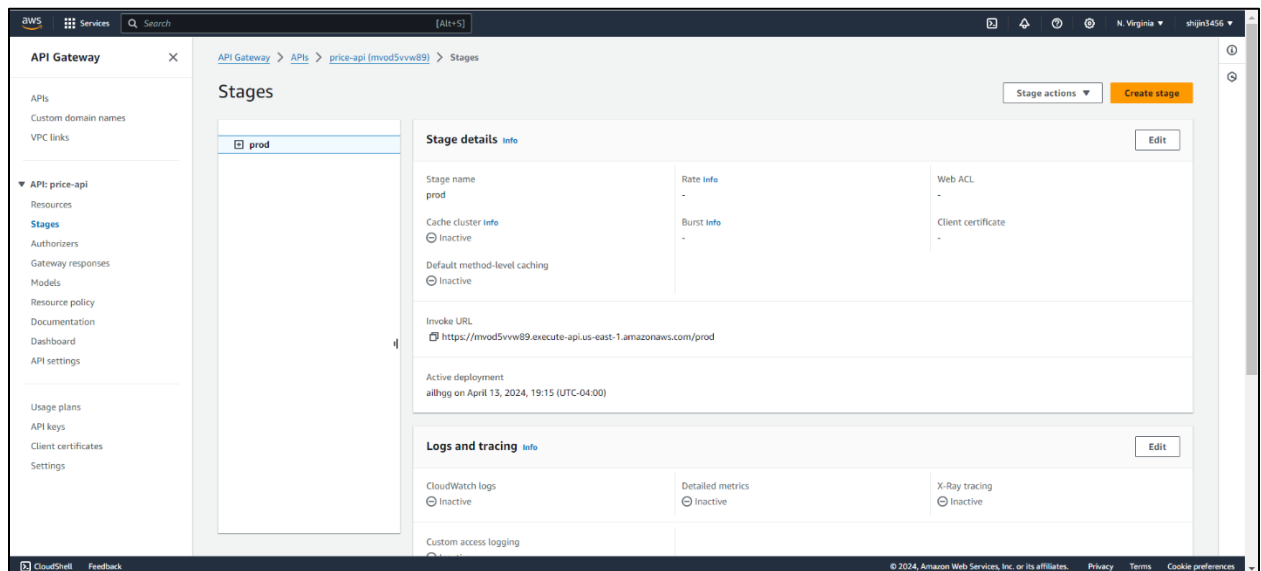 aws
Services
Search
[Alt+S]
N. Virginia
shijin3456
API Gateway
APIs
Custom domain names
VPC links
API: price-api
Resources
Stages
Authorizers
Gateway responses
Models
Resource policy
Documentation
Dashboard
API settings
Usage plans
API keys
Client certificates
Settings
API Gateway > APIs > price-api (mvod5vvw89) > Stages
Stages
Stage actions
Create stage
prod
Stage details Info
Edit
Stage name
prod
Rate Info
-
Web ACL
-
Cache cluster Info
Inactive
Burst Info
-
Client certificate
-
Default method-level caching
Inactive
Invoke URL
https://mvod5vvw89.execute-api.us-east-1.amazonaws.com/prod
Active deployment
ailhgg on April 13, 2024, 19:15 (UTC-04:00)
Logs and tracing Info
Edit
CloudWatch logs
Inactive
Detailed metrics
Inactive
X-Ray tracing
Inactive
Custom access logging
CloudShell
Feedback
© 2024, Amazon Web Services, Inc. or its affiliates.
Privacy
Terms
Cookie preferences